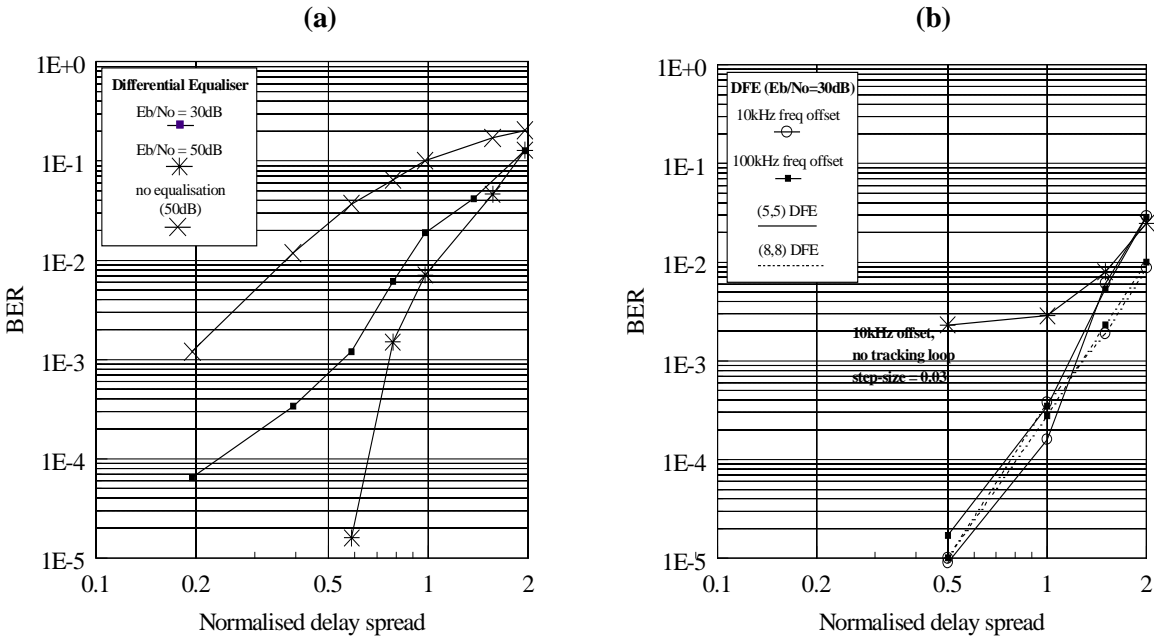 (a)
1E+0
1E-1
1E-2
1E-3
1E-4
1E-5
BER
Differential Equaliser
Eb/No = 30dB
Eb/No = 50dB
no equalisation
(50dB)
0.1
0.2
0.5
1
2
Normalised delay spread
(b)
1E+0
1E-1
1E-2
1E-3
1E-4
1E-5
BER
DFE (Eb/No=30dB)
10kHz freq offset
100kHz freq offset
(5,5) DFE
(8,8) DFE
10kHz offset,
no tracking loop
step-size = 0.03
0.1
0.2
0.5
1
2
Normalised delay spread